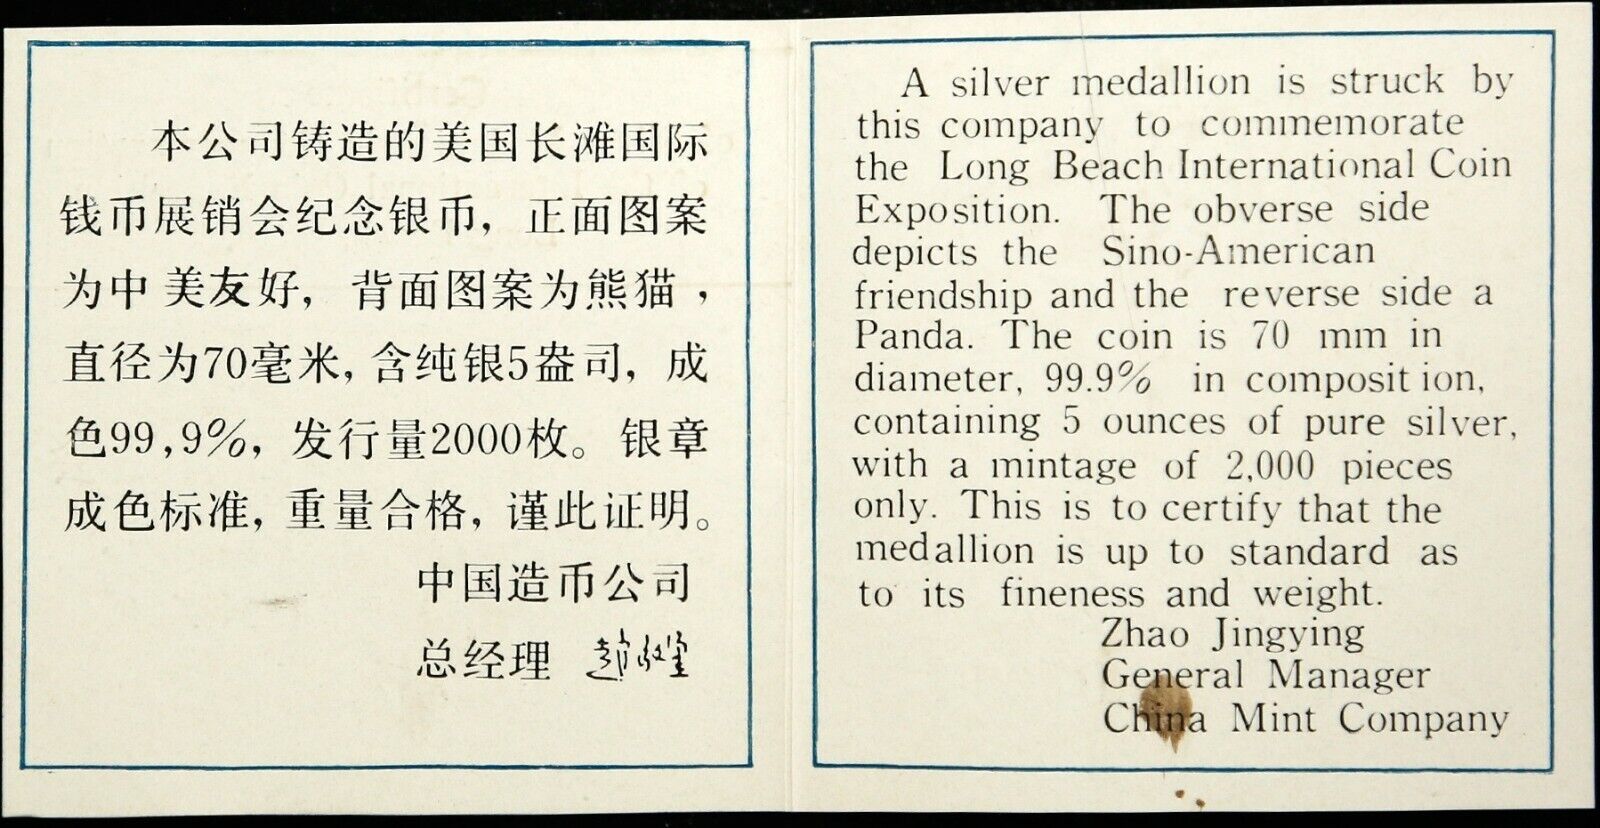 本公司铸造的美国长滩国际
钱币展销会纪念银币，正面图案
为中美友好，背面图案为熊猫，
直径为70毫米，含纯银5盎司，成
色99,9%，发行量2000枚。银章
成色标准，重量合格，谨此证明。
中国造币公司
总经理
A silver medallion is struck by
this company to commemorate
the Long Beach International Coin
Exposition. The obverse side
depicts the Sino-American
friendship and the reverse side a
Panda. The coin is 70 mm in
diameter, 99.9% in composit ion,
containing 5 ounces of pure silver,
with a mintage of 2,000 pieces
only. This is to certify that the
medallion is up to standard as
to its fineness and weight.
Zhao Jingying
General Manager
China Mint Company